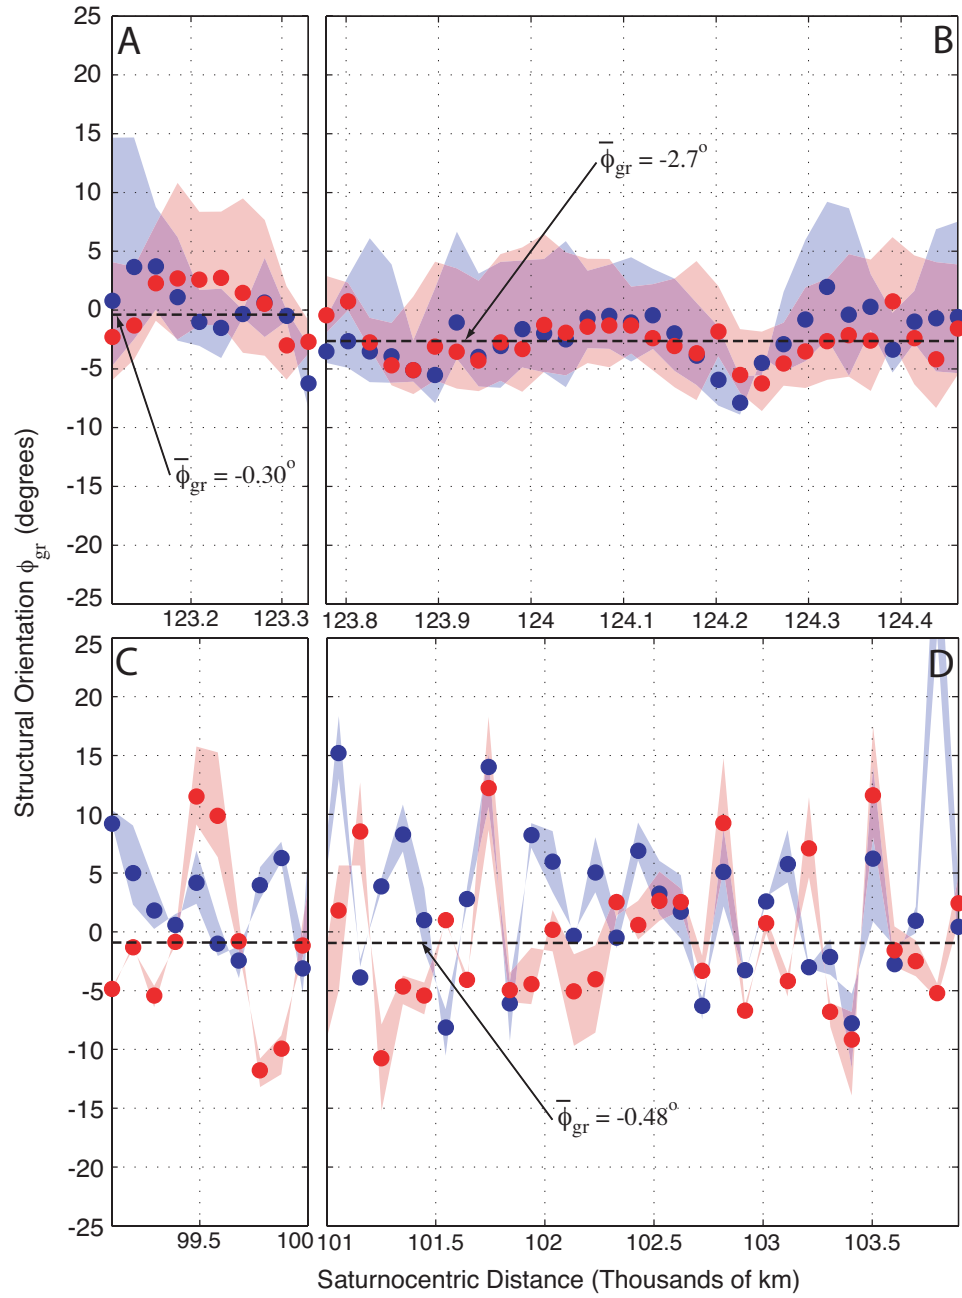 A
B
25
20
15
10
5
0
-5
-10
-15
-20
-25
ϕ̅gr = -2.7°
ϕ̅gr = -0.30°
123.2 123.3 123.8 123.9 124 124.1 124.2 124.3 124.4
Structural Orientation ϕgr (degrees)
C
D
25
20
15
10
5
0
-5
-10
-15
-20
-25
ϕ̅gr = -0.48°
99.5 100 101 101.5 102 102.5 103 103.5
Saturnocentric Distance (Thousands of km)